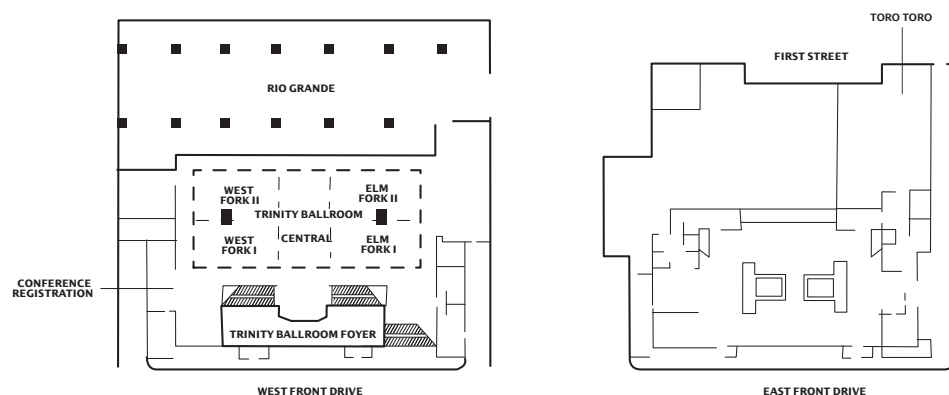 TORO TORO
FIRST STREET
RIO GRANDE
WEST
FORK II
ELM
FORK II
TRINITY BALLROOM
WEST
FORK I
CENTRAL
ELM
FORK I
CONFERENCE
REGISTRATION
TRINITY BALLROOM FOYER
WEST FRONT DRIVE
EAST FRONT DRIVE